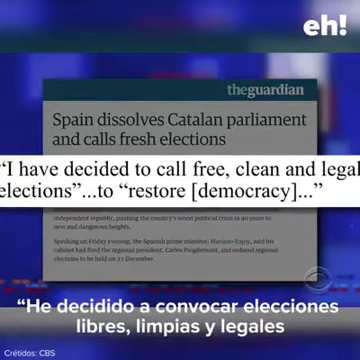 eh!
theguardian
Spain dissolves Catalan parliament
and calls fresh elections
“I have decided to call free, clean and legal
elections”...to “restore [democracy]...”
independent republic, pushing the country's worst political crisis in 40 years to
new and dangerous heights.
Speaking on Friday evening, the Spanish prime minister, Mariano Rajoy, said his
cabinet had fired the regional president, Carles Puigdemont, and ordered regional
elections to be held on 21 December.
“He decidido a convocar elecciones
libres, limpias y legales
Crétidos: CBS